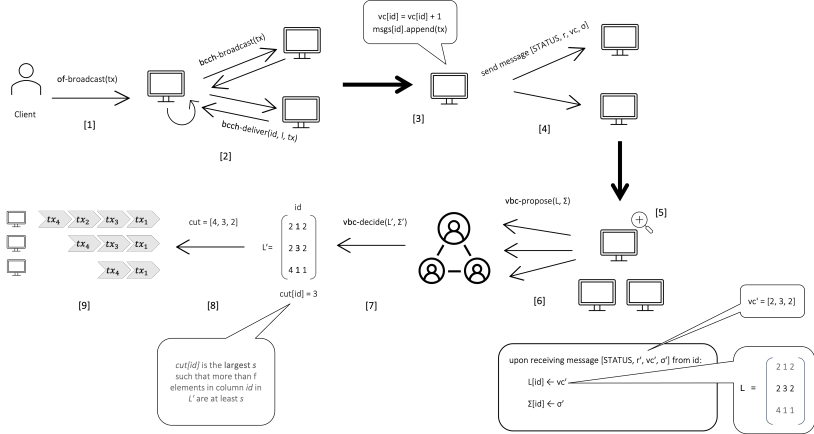 vc[id] = vc[id] + 1
msgs[id].append(tx)
of-broadcast(tx)
Client
[1]
bcch-broadcast(tx)
bcch-deliver(id, l, tx)
[2]
[3]
send message [STATUS, r, vc, σ]
[4]
[5]
vbc-propose(L, Σ)
[6]
vbc-decide(L', Σ')
[7]
id
L'=
2 1 2
2 3 2
4 1 1
cut[id] = 3
cut = [4, 3, 2]
[8]
tx₄ tx₂ tx₃ tx₁
tx₄ tx₃ tx₁
tx₄ tx₁
[9]
cut[id] is the largest s
such that more than f
elements in column id in
L' are at least s
vc' = [2, 3, 2]
upon receiving message [STATUS, r', vc', σ'] from id:
L[id] ← vc'
Σ[id] ← σ'
L =
2 1 2
2 3 2
4 1 1